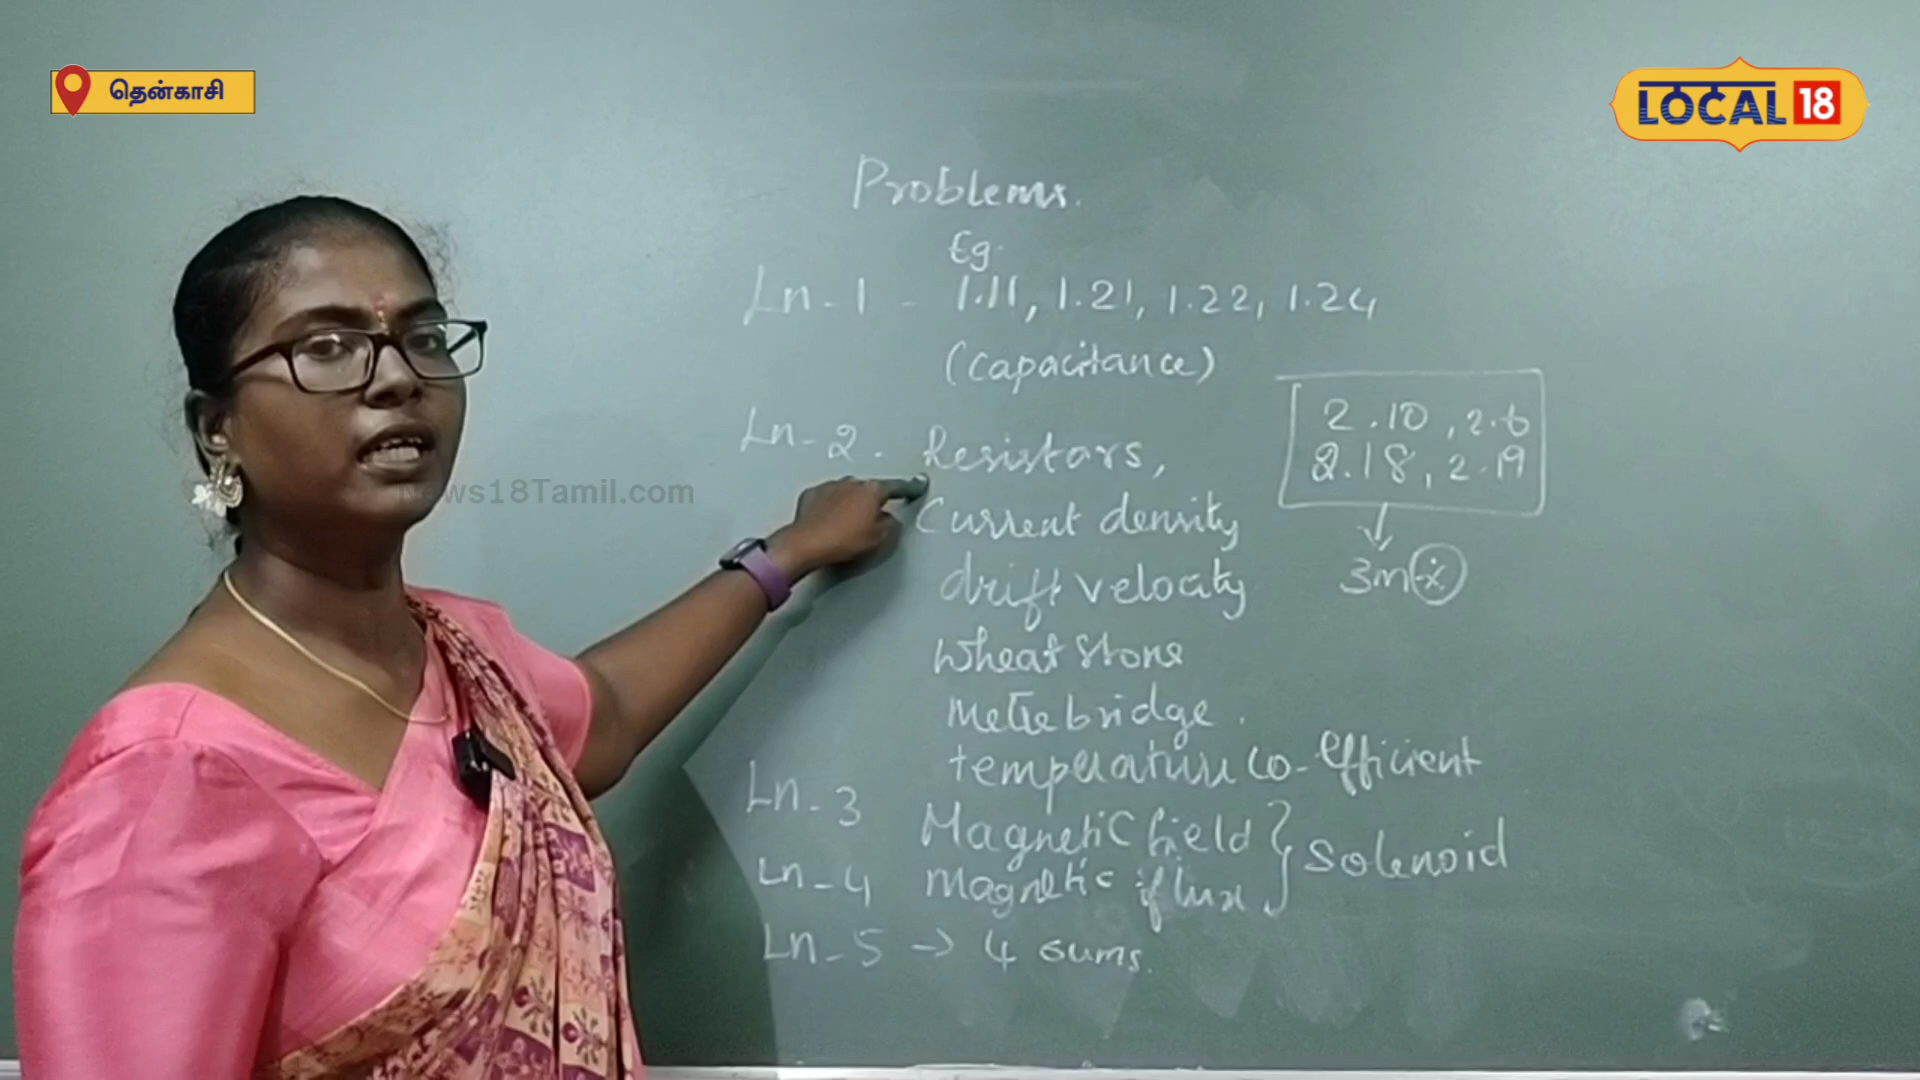 தென்காசி
LOCAL 18
Problems.
Eg.
Ln-1 - 1.11, 1.21, 1.22, 1.24
(capacitance)
2.10, 2.6
2.18, 2.19
3m
Ln-2. Resistors,
News18Tamil.com
Current density
drift velocity
Wheat stone
Metre bridge.
temperature co-efficient
Ln-3 Magnetic field } Solenoid
Ln-4 Magnetic flux
Ln-5 → 4 sums.